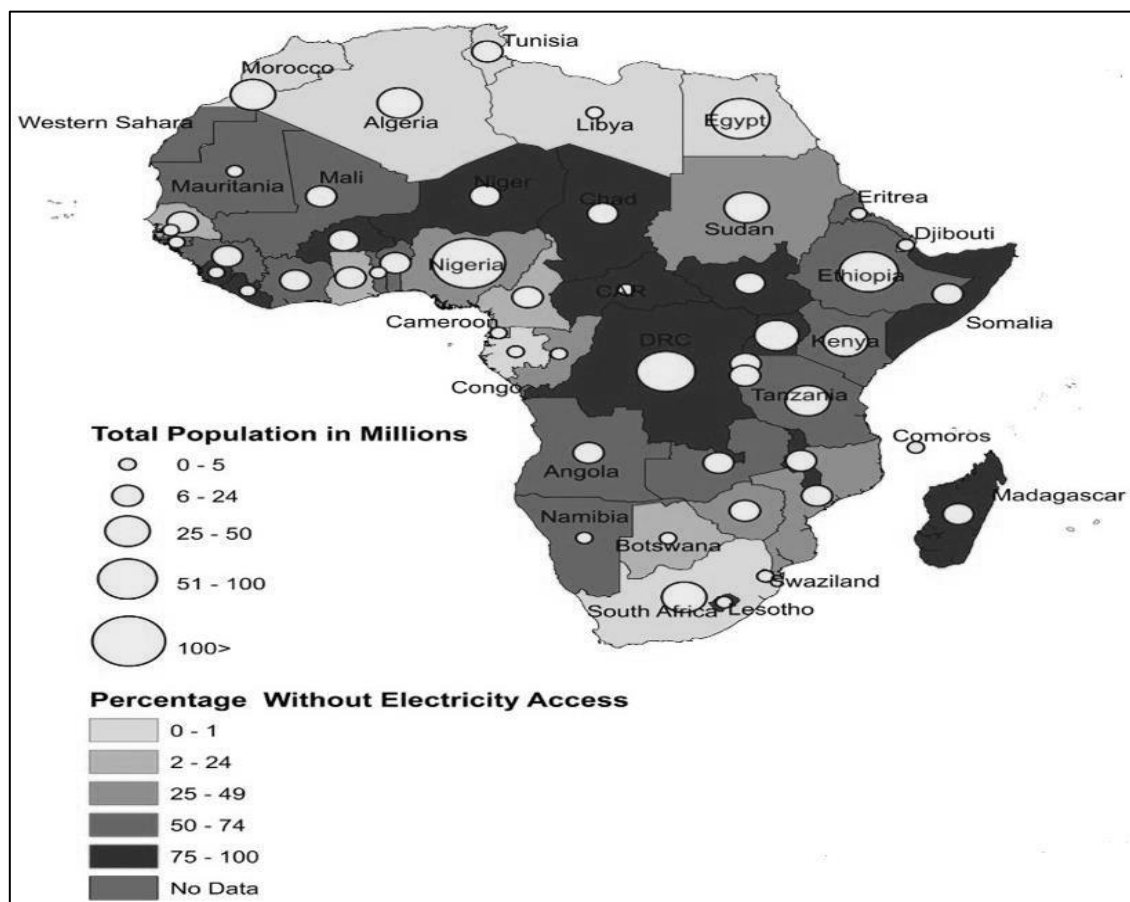 Tunisia
Morocco
Western Sahara
Algeria
Libya
Egypt
Mauritania
Mali
Niger
Chad
Sudan
Eritrea
Djibouti
Nigeria
Ethiopia
CAR
Somalia
Cameroon
DRC
Kenya
Congo
Tanzania
Comoros
Angola
Madagascar
Namibia
Botswana
Swaziland
South Africa
Lesotho
Total Population in Millions
0 - 5
6 - 24
25 - 50
51 - 100
100>
Percentage Without Electricity Access
0 - 1
2 - 24
25 - 49
50 - 74
75 - 100
No Data